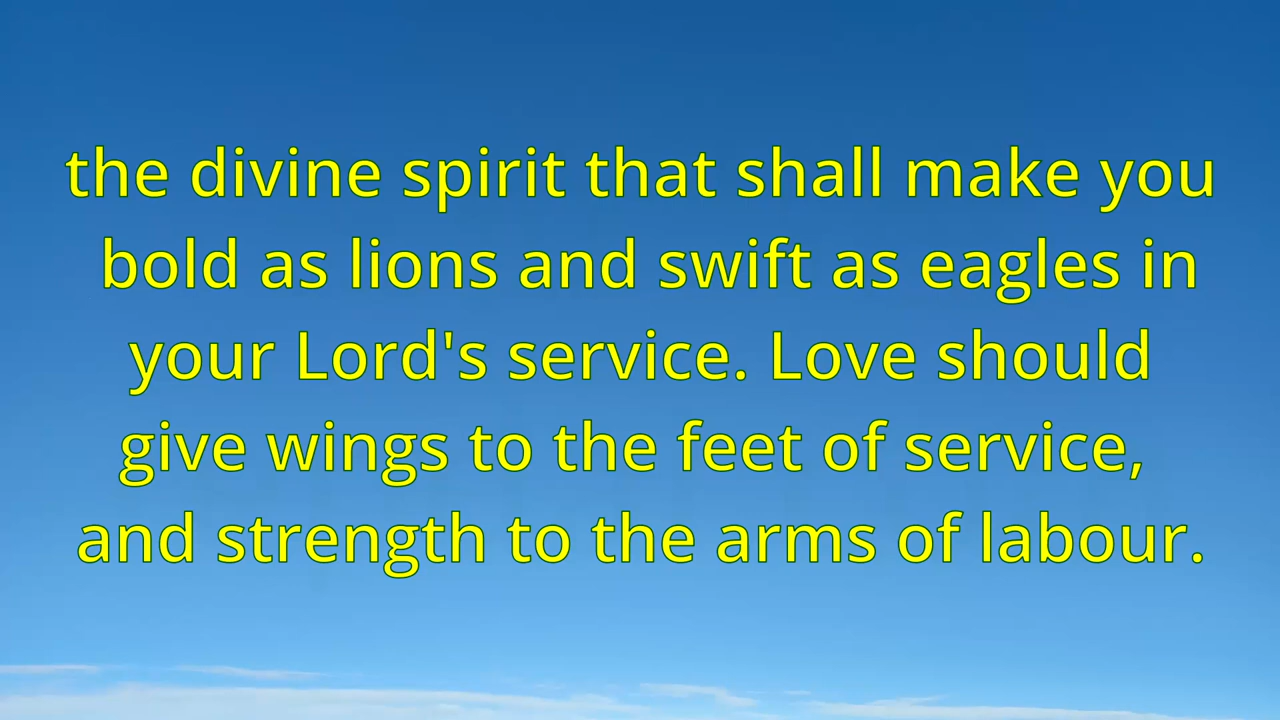 the divine spirit that shall make you
bold as lions and swift as eagles in
your Lord's service. Love should
give wings to the feet of service,
and strength to the arms of labour.